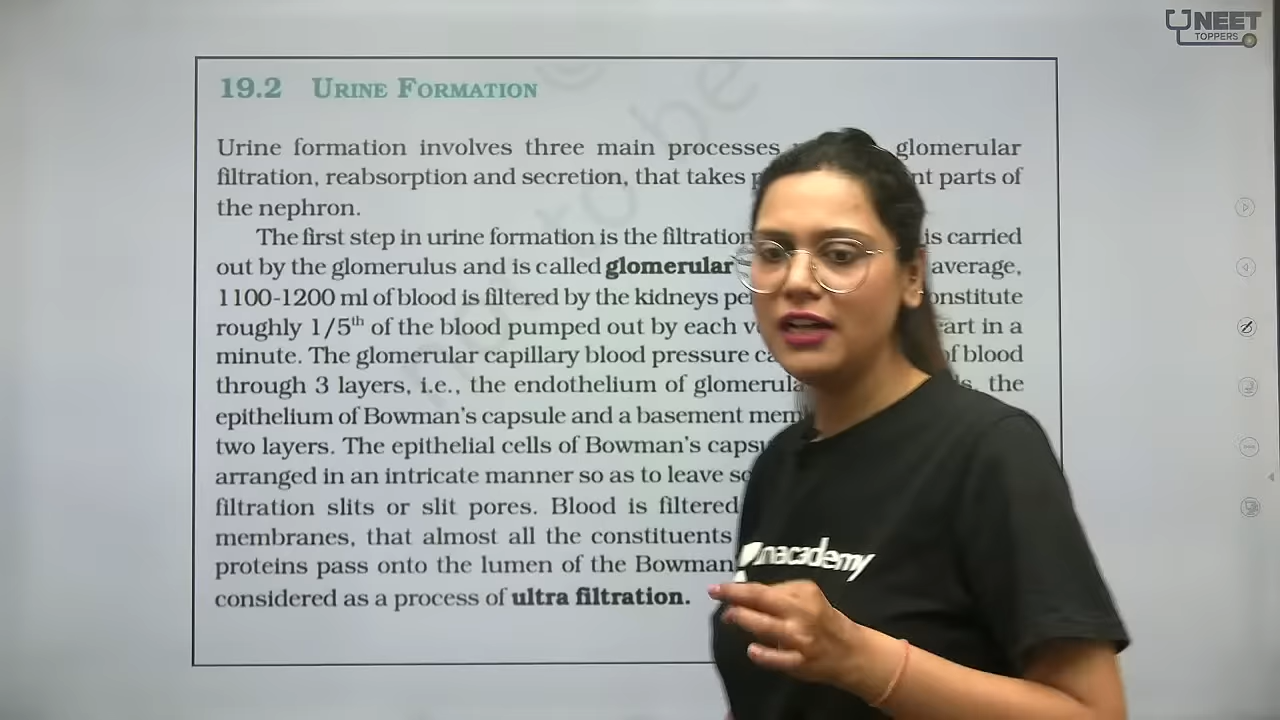 NEET
TOPPERS
19.2 URINE FORMATION
Urine formation involves three main processes glomerular
filtration, reabsorption and secretion, that takes parts of
the nephron.
The first step in urine formation is the filtration is carried
out by the glomerulus and is called glomerular average,
1100-1200 ml of blood is filtered by the kidneys
roughly 1/5th of the blood pumped out by each in a
minute. The glomerular capillary blood pressure of blood
through 3 layers, i.e., the endothelium of the
epithelium of Bowman's capsule and a basement
two layers. The epithelial cells of Bowman's
arranged in an intricate manner so as to leave
filtration slits or slit pores. Blood is filtered
membranes, that almost all the constituents
proteins pass onto the lumen of the
considered as a process of ultra filtration.
not to be
unacademy